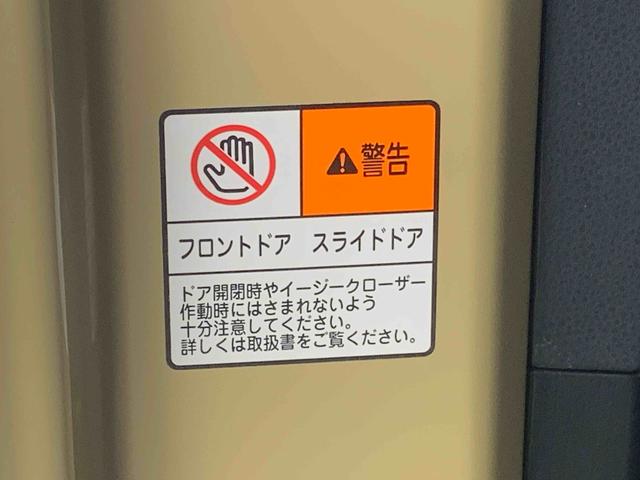 警告
フロントドア スライドドア
ドア開閉時やイージークローザー
作動時にはさまれないよう
十分注意してください。
詳しくは取扱書をご覧ください。